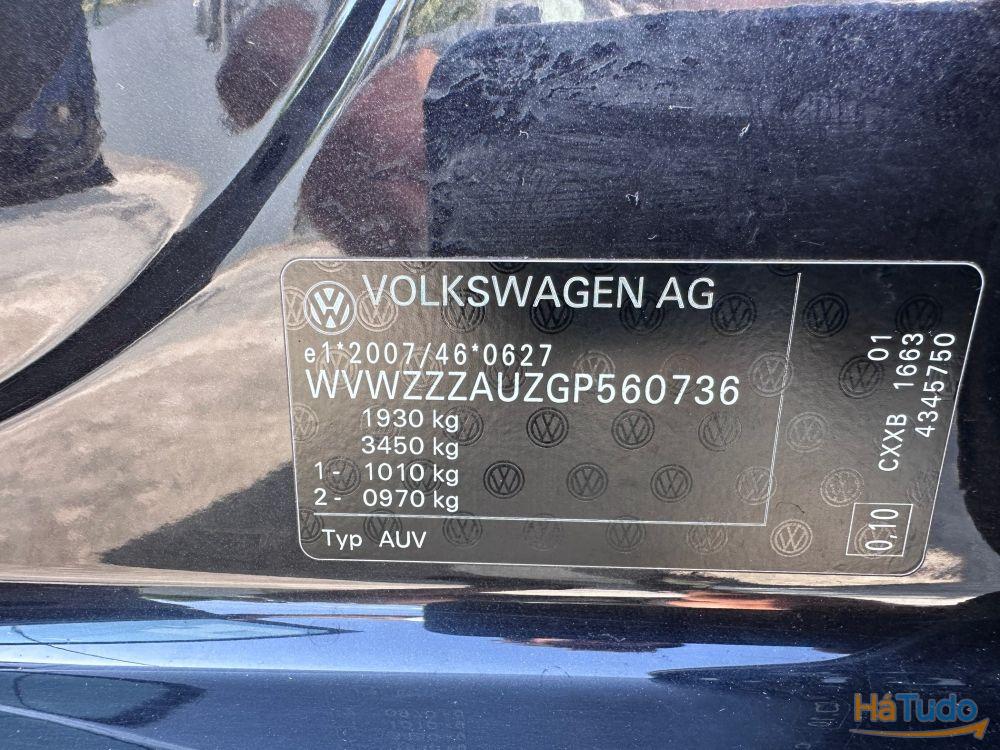 VOLKSWAGEN AG
e1*2007/46*0627
WVWZZZAUZGP560736
1930 kg
3450 kg
1- 1010 kg
2- 0970 kg
Typ AUV
CXXB 1663 01
4345750
0,10
HáTudo